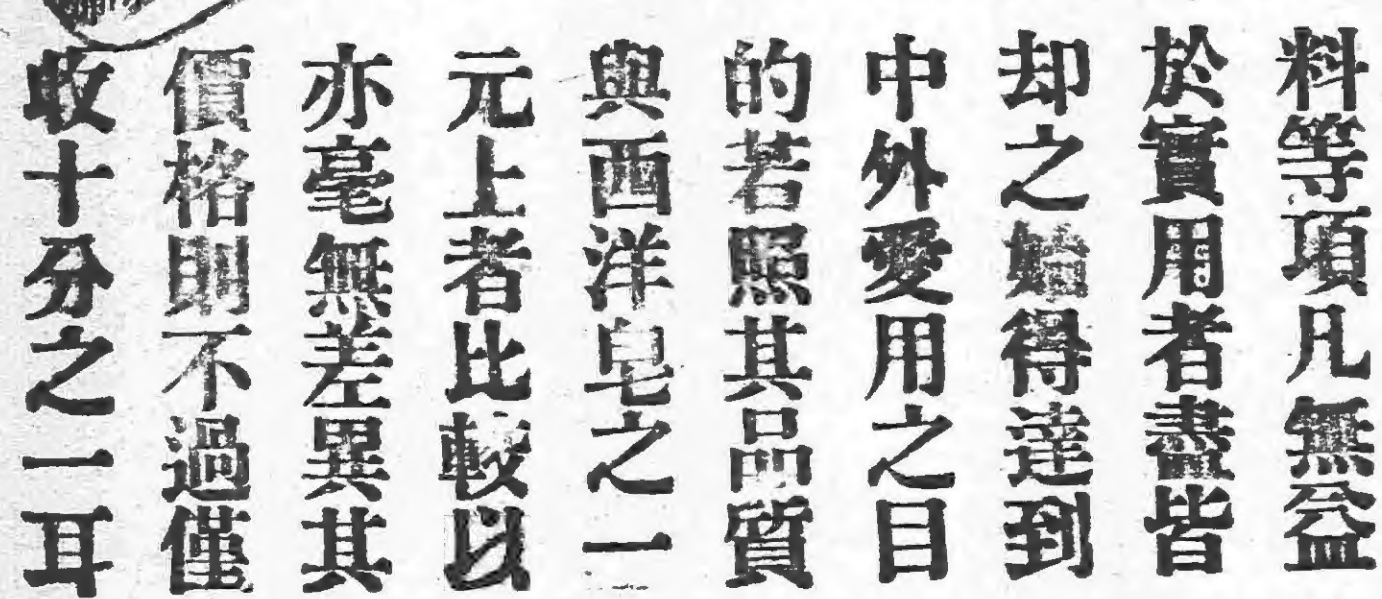 料等項凡無益
於實用者盡皆
却之始得達到
中外愛用之目
的若照其品質
與西洋皂之一
元上者比較以
亦毫無差異其
價格則不過僅
收十分之一耳